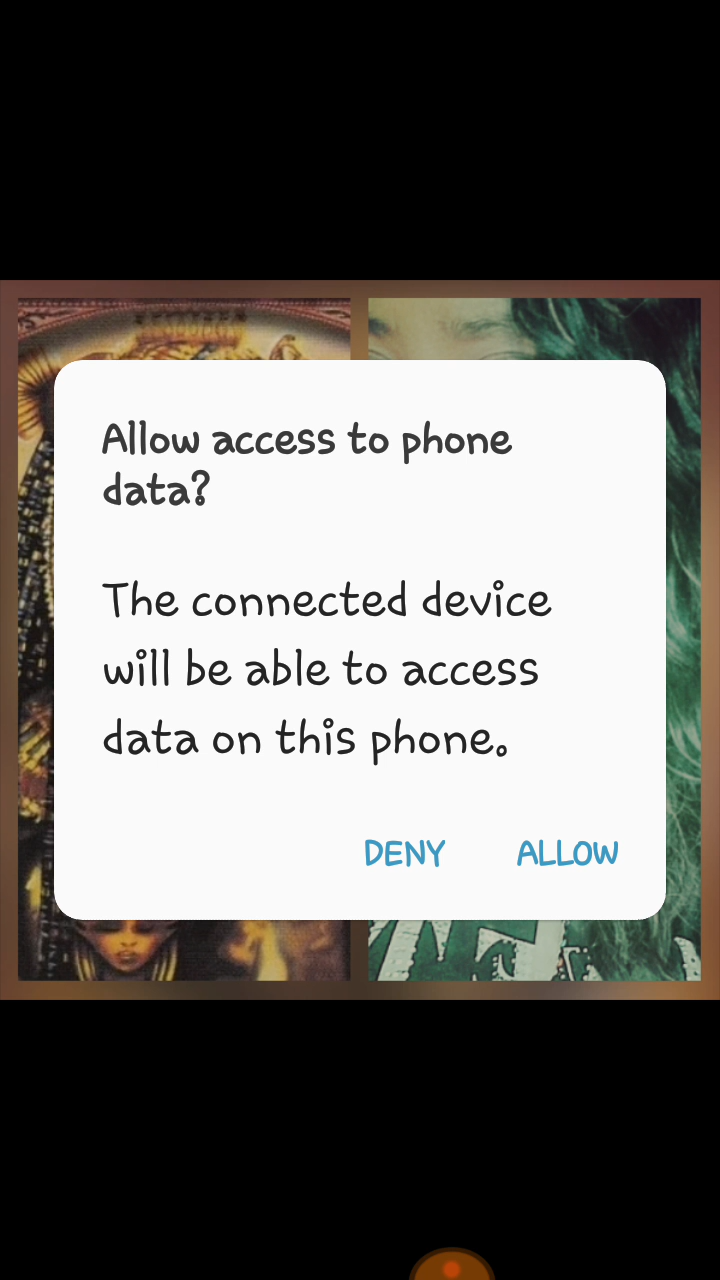 Allow access to phone
data?
The connected device
will be able to access
data on this phone.
DENY ALLOW